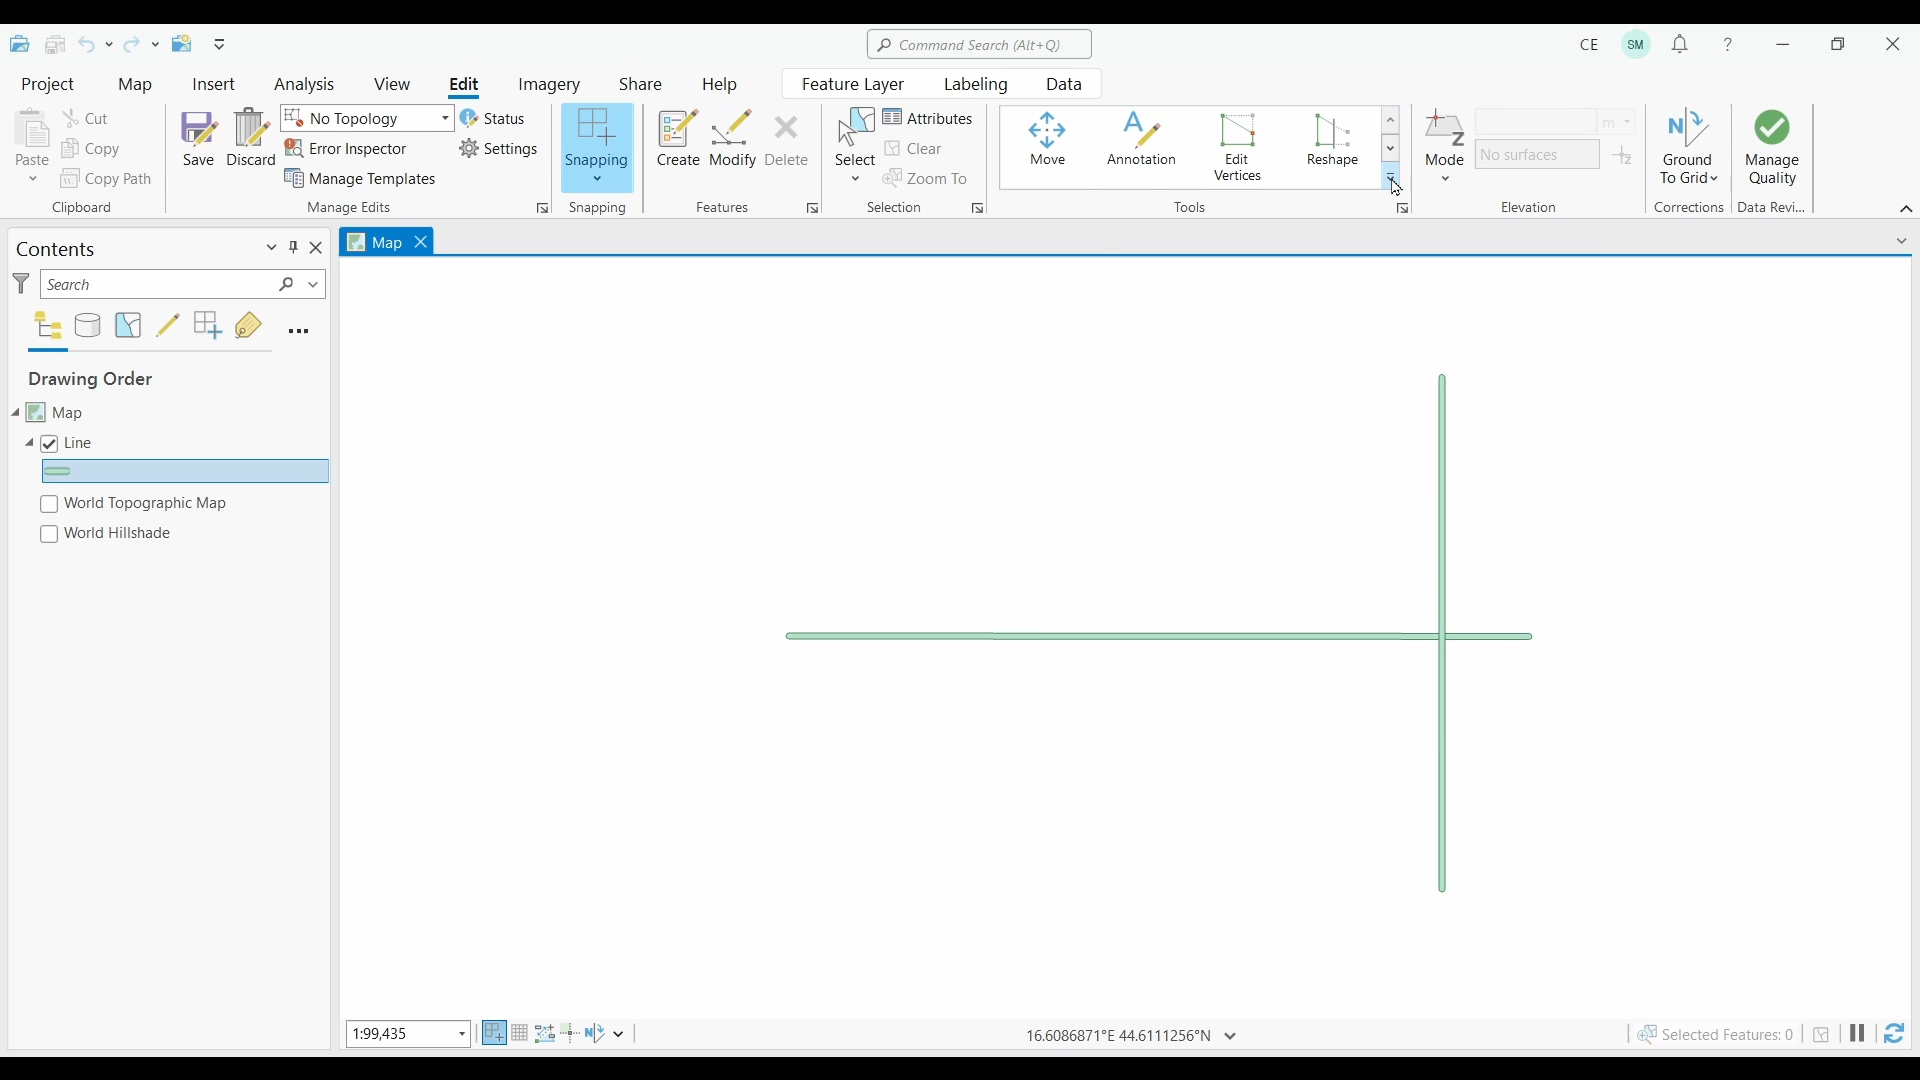 Command Search (Alt+Q)
CE SM ?
Project Map Insert Analysis View Edit Imagery Share Help Feature Layer Labeling Data
Paste
Cut
Copy
Copy Path
Clipboard
Save
Discard
No Topology
Error Inspector
Manage Templates
Status
Settings
Manage Edits
Snapping
Snapping
Create
Modify
Delete
Features
Select
Attributes
Clear
Zoom To
Selection
Move
Annotation
Edit
Vertices
Reshape
Tools
Mode
m
No surfaces
Elevation
Ground
To Grid
Corrections
Manage
Quality
Data Revi...
Contents
Search
Drawing Order
Map
Line
World Topographic Map
World Hillshade
Map
1:99,435
16.6086871°E 44.6111256°N
Selected Features: 0